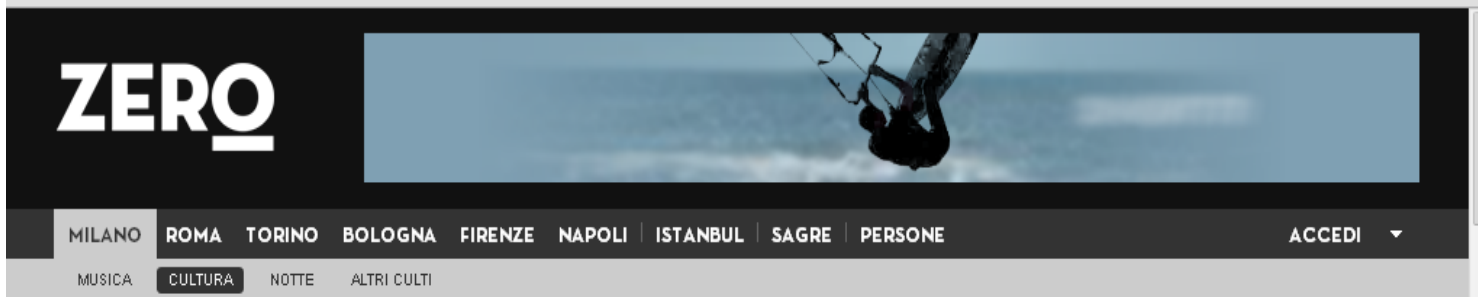 ZERO
MILANO ROMA TORINO BOLOGNA FIRENZE NAPOLI ISTANBUL SAGRE PERSONE ACCEDI
MUSICA CULTURA NOTTE ALTRI CULTI